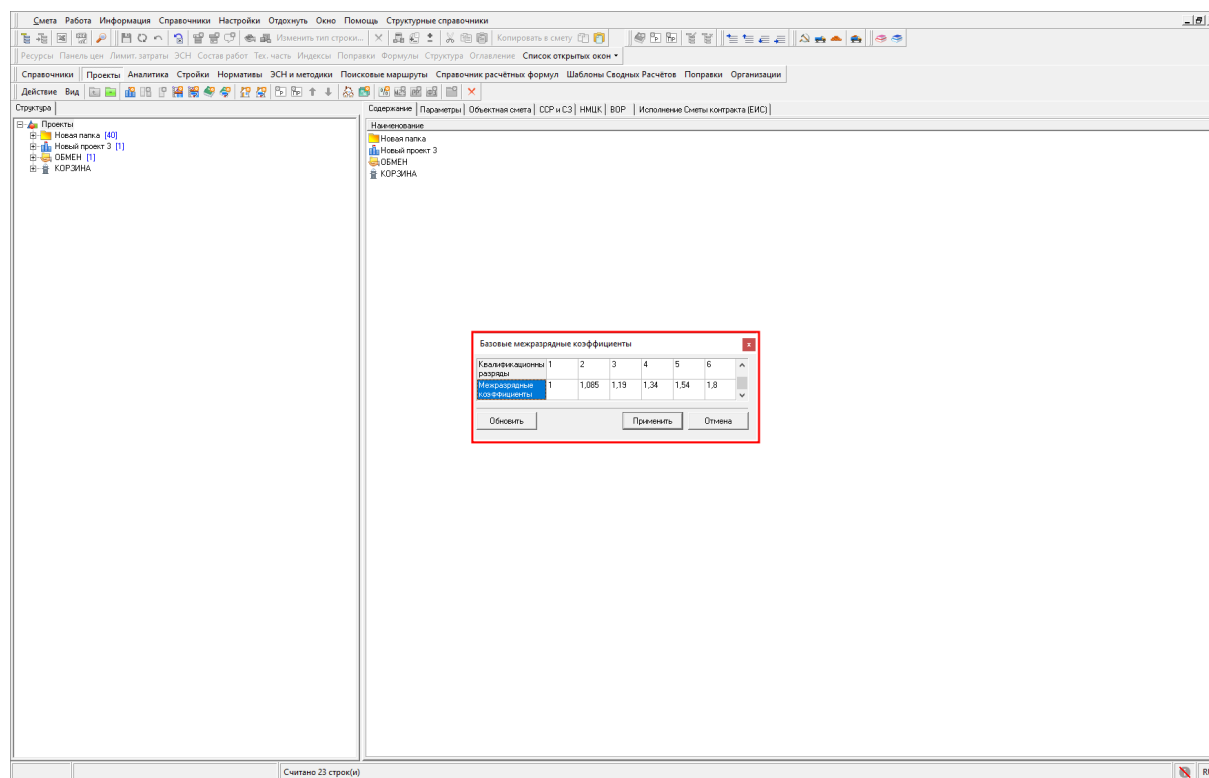 Смета Работа Информация Справочники Настройки Отдохнуть Окно Помощь Структурные справочники
Изменить тип строки... Копировать в смету
Ресурсы Панель цен Лимит. затраты ЭСН Состав работ Тех. часть Индексы Поправки Формулы Структура Оглавление Список открытых окон
Справочники Проекты Аналитика Стройки Нормативы ЭСН и методики Поисковые маршруты Справочник расчётных формул Шаблоны Сводных Расчётов Поправки Организации
Действие Вид
Структура
Проекты
Новая папка [40]
Новый проект 3 [1]
ОБМЕН [1]
КОРЗИНА
Содержание Параметры Объектная смета ССР и СЗ НМЦК ВОР Исполнение Сметы контракта (ЕИС)
Наименование
Новая папка
Новый проект 3
ОБМЕН
КОРЗИНА
Базовые межразрядные коэффициенты
Квалификационны 1 2 3 4 5 6
разряды
Межразрядные 1 1,085 1,19 1,34 1,54 1,8
коэффициенты
Обновить Применить Отмена
Считано 23 строк(и)